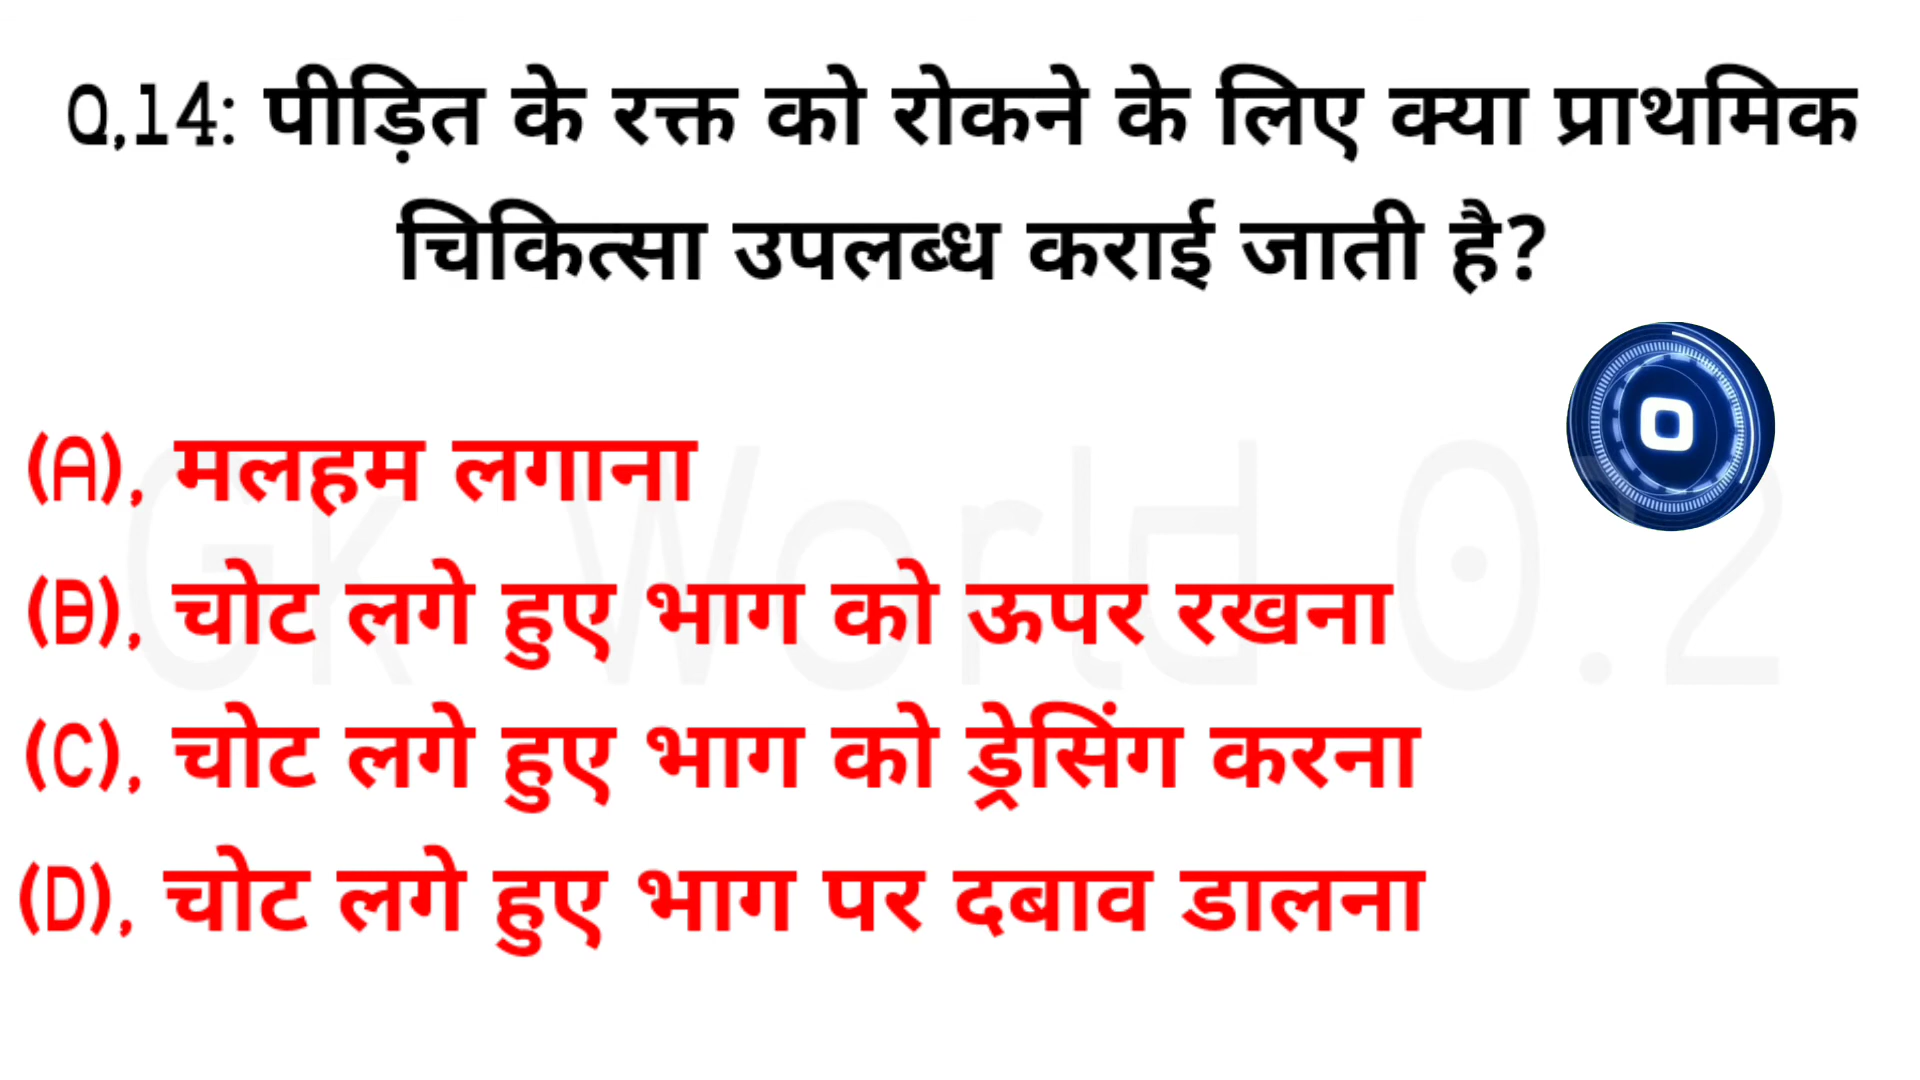 Q,14: पीड़ित के रक्त को रोकने के लिए क्या प्राथमिक
चिकित्सा उपलब्ध कराई जाती है?
0
(A), मलहम लगाना
(B), चोट लगे हुए भाग को ऊपर रखना
GK World 0.2
(C), चोट लगे हुए भाग को ड्रेसिंग करना
(D), चोट लगे हुए भाग पर दबाव डालना